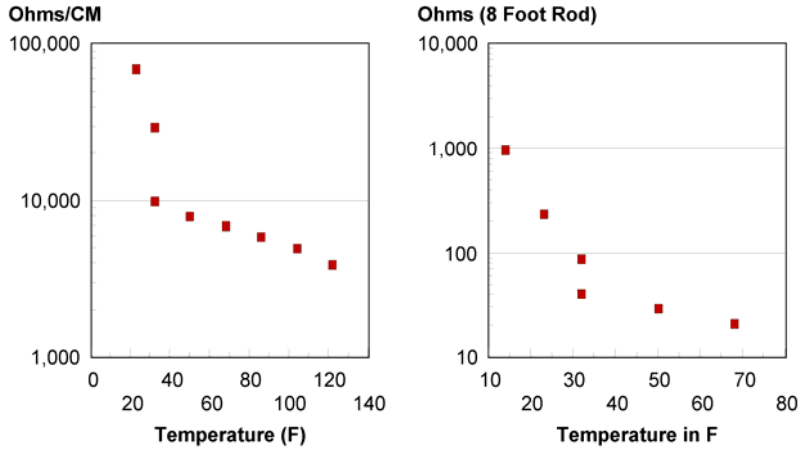 Ohms/CM
100,000
10,000
1,000
0 40 80 120
20 60 100 140
Temperature (F)
Ohms (8 Foot Rod)
10,000
1,000
100
10
10 30 50 70
20 40 60 80
Temperature in F